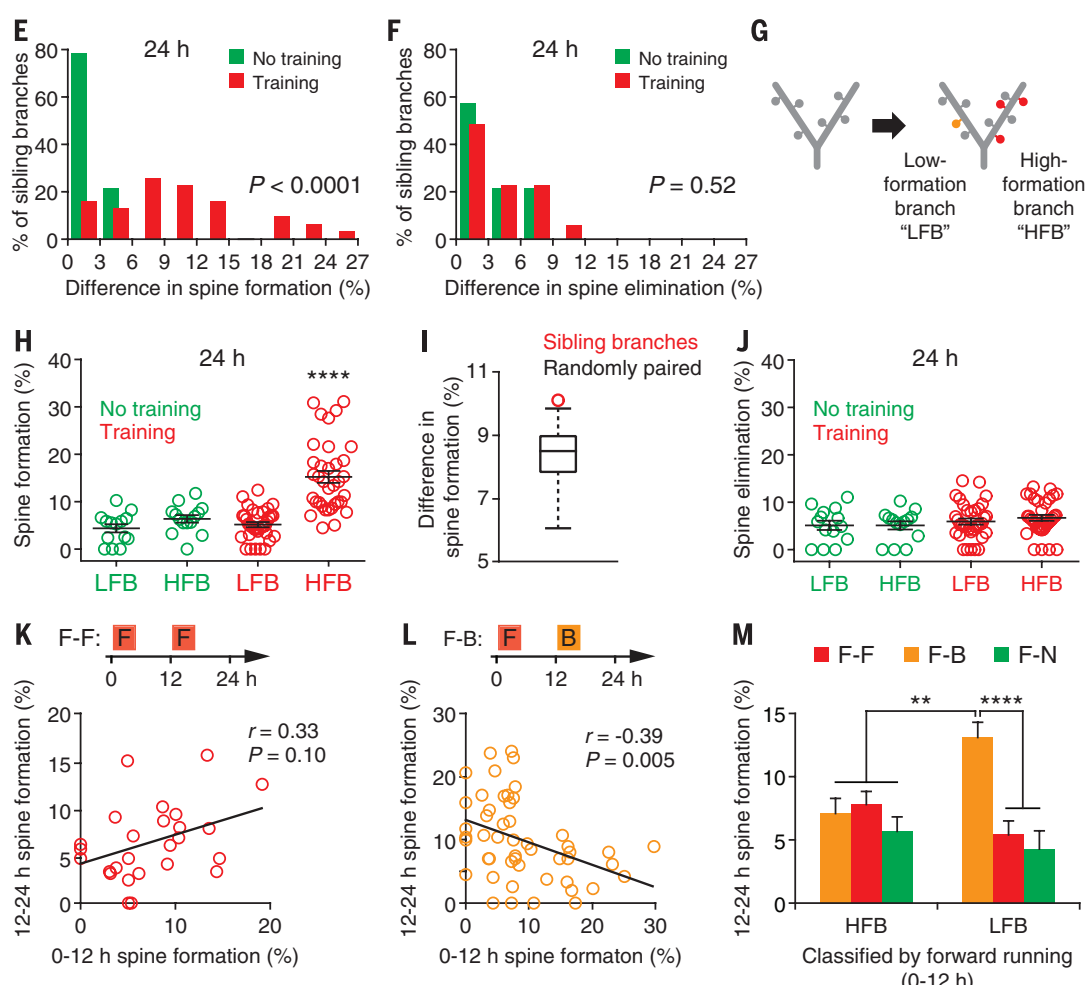 E
24 h
No training
Training
P < 0.0001
% of sibling branches
80
60
40
20
0
0 3 6 9 12 15 18 21 24 27
Difference in spine formation (%)
F
24 h
No training
Training
P = 0.52
% of sibling branches
80
60
40
20
0
0 3 6 9 12 15 18 21 24 27
Difference in spine elimination (%)
G
Low-
formation
branch
“LFB”
High-
formation
branch
“HFB”
H
24 h
****
No training
Training
Spine formation (%)
40
30
20
10
0
LFB HFB LFB HFB
I
Sibling branches
Randomly paired
Difference in
spine formation (%)
11
9
7
5
J
24 h
No training
Training
Spine elimination (%)
40
30
20
10
0
LFB HFB LFB HFB
K
F-F: F F
0 12 24 h
r = 0.33
P = 0.10
12-24 h spine formation (%)
20
15
10
5
0
0 10 20
0-12 h spine formation (%)
L
F-B: F B
0 12 24 h
r = -0.39
P = 0.005
12-24 h spine formation (%)
30
20
10
0
0 10 20 30
0-12 h spine formation (%)
M
F-F F-B F-N
** ****
12-24 h spine formation (%)
15
10
5
0
HFB LFB
Classified by forward running
(0-12 h)